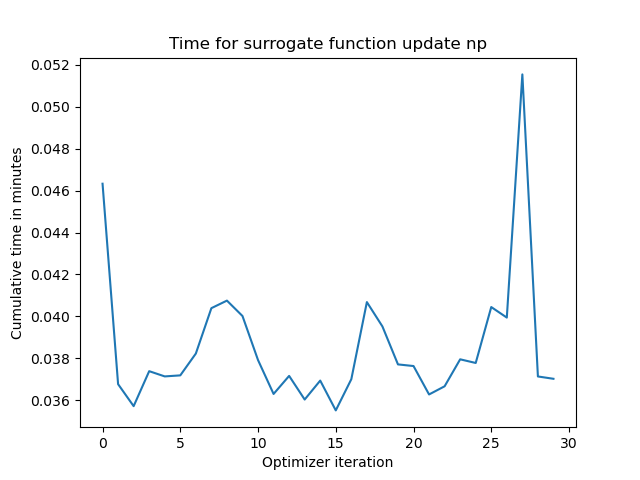 Time for surrogate function update np
0.052
0.050
0.048
0.046
0.044
0.042
0.040
0.038
0.036
Cumulative time in minutes
0 5 10 15 20 25 30
Optimizer iteration